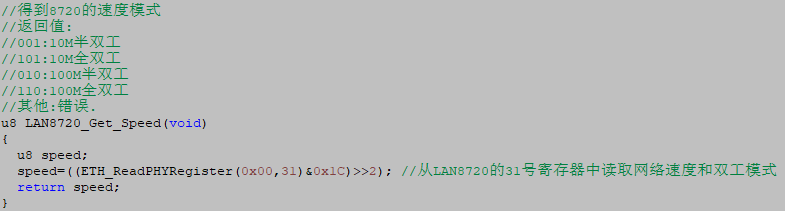 //得到8720的速度模式
//返回值:
//001:10M半双工
//101:10M全双工
//010:100M半双工
//110:100M全双工
//其他:错误.
u8 LAN8720_Get_Speed(void)
{
u8 speed;
speed=((ETH_ReadPHYRegister(0x00,31)&0x1C)>>2); //从LAN8720的31号寄存器中读取网络速度和双工模式
return speed;
}